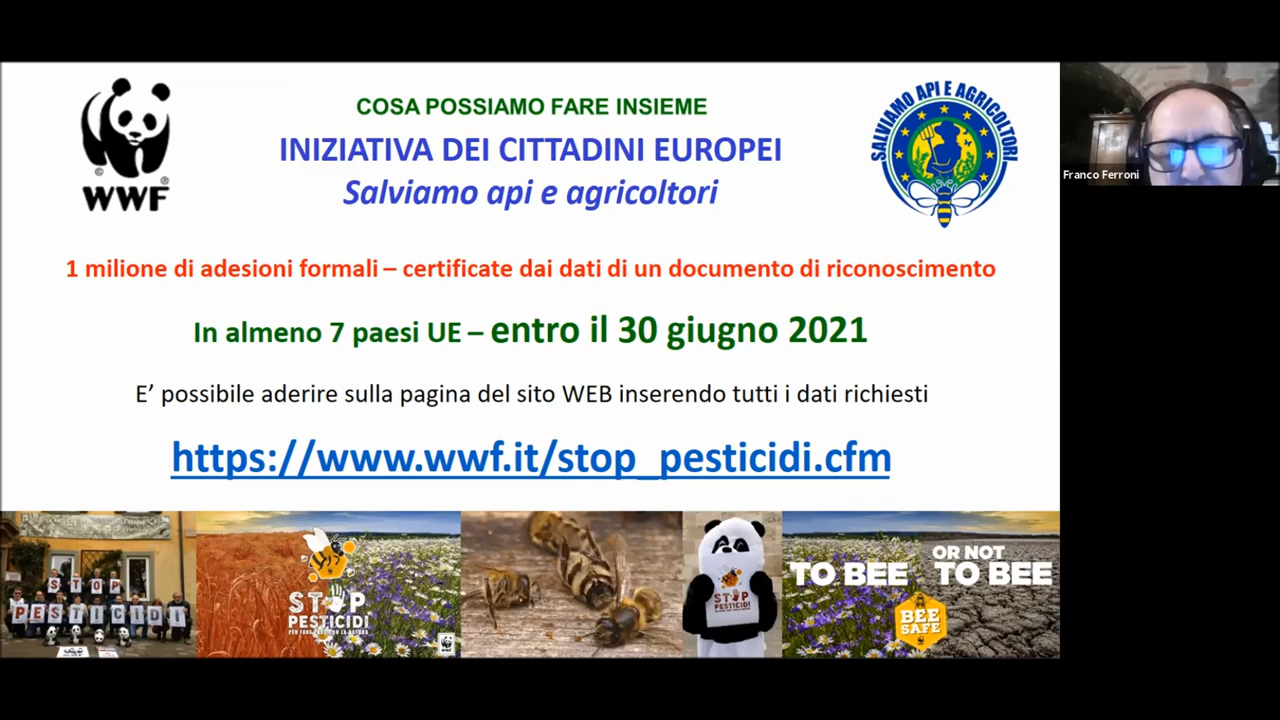 COSA POSSIAMO FARE INSIEME
INIZIATIVA DEI CITTADINI EUROPEI
Salviamo api e agricoltori
WWF
SALVIAMO API E AGRICOLTORI
Franco Ferroni
1 milione di adesioni formali – certificate dai dati di un documento di riconoscimento
In almeno 7 paesi UE – entro il 30 giugno 2021
E’ possibile aderire sulla pagina del sito WEB inserendo tutti i dati richiesti
https://www.wwf.it/stop_pesticidi.cfm
STOP
PESTICIDI
STOP
PESTICIDI
WWF
STOP
PESTICIDI
TO BEE
OR NOT
TO BEE
BEE
SAFE